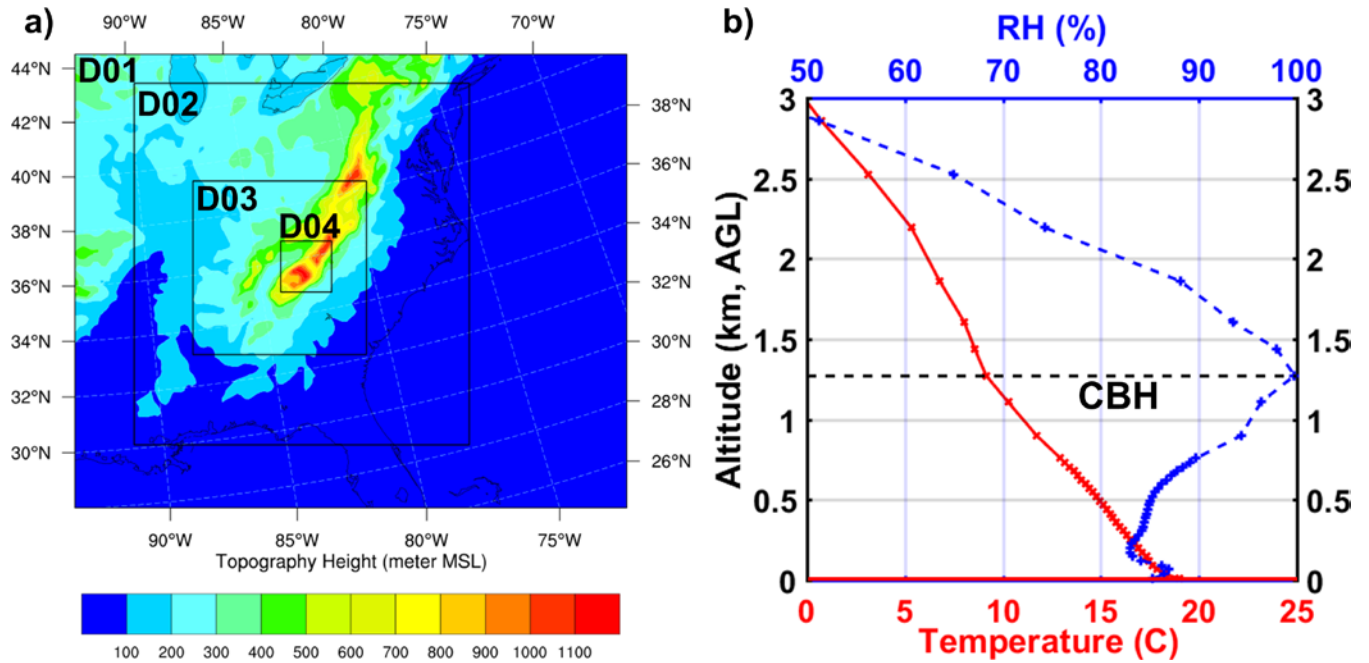 a)
90°W 85°W 80°W 75°W 70°W
44°N
42°N
40°N
38°N
36°N
34°N
32°N
30°N
D01
D02
D03
D04
38°N
36°N
34°N
32°N
30°N
28°N
26°N
90°W 85°W 80°W 75°W
Topography Height (meter MSL)
100 200 300 400 500 600 700 800 900 1000 1100
b)
RH (%)
50 60 70 80 90 100
Altitude (km, AGL)
3
2.5
2
1.5
1
0.5
0
CBH
3
2.5
2
1.5
1
0.5
0
0 5 10 15 20 25
Temperature (C)